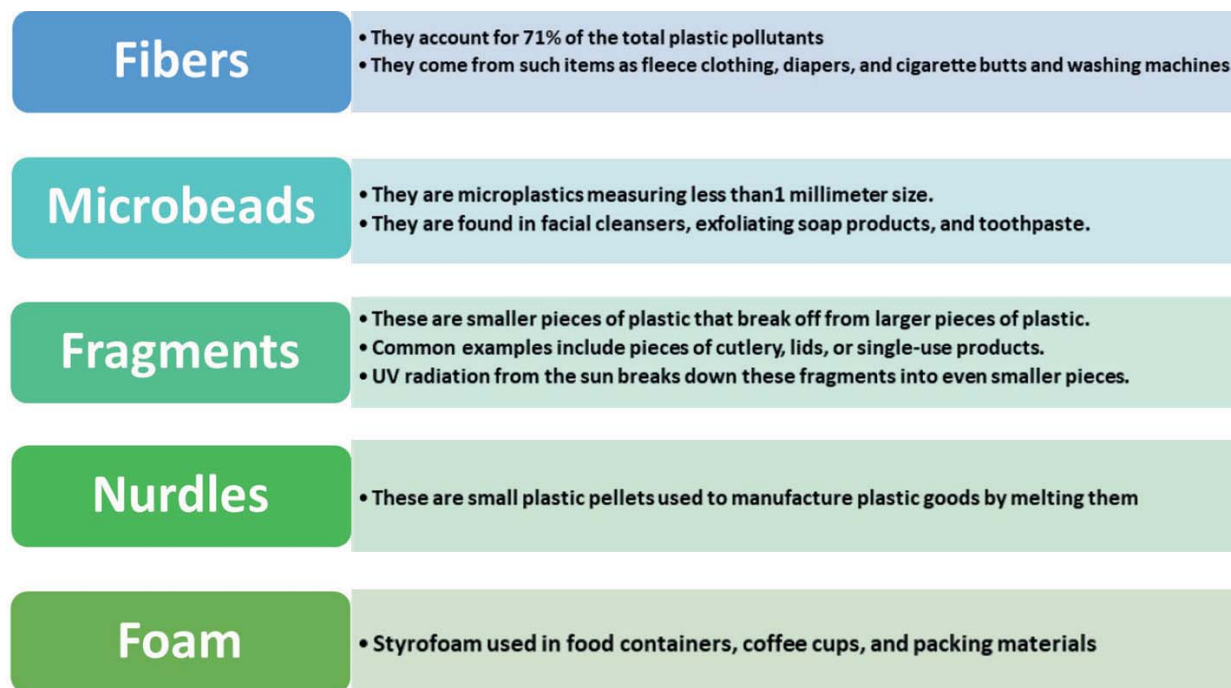 Fibers
• They account for 71% of the total plastic pollutants
• They come from such items as fleece clothing, diapers, and cigarette butts and washing machines
Microbeads
• They are microplastics measuring less than1 millimeter size.
• They are found in facial cleansers, exfoliating soap products, and toothpaste.
Fragments
• These are smaller pieces of plastic that break off from larger pieces of plastic.
• Common examples include pieces of cutlery, lids, or single-use products.
• UV radiation from the sun breaks down these fragments into even smaller pieces.
Nurdles
• These are small plastic pellets used to manufacture plastic goods by melting them
Foam
• Styrofoam used in food containers, coffee cups, and packing materials